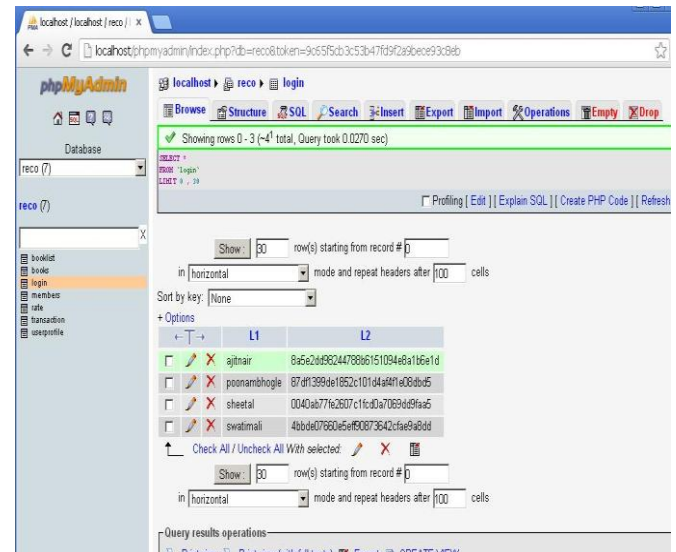 localhost / localhost / reco / l
localhost/phpmyadmin/index.php?db=reco&token=9c65f5cb3c53b47fd9f2a9bece93c8eb
phpMyAdmin
Database
reco (7)
reco (7)
X
booklist
books
login
members
rate
transaction
userprofile
localhost ▸ reco ▸ login
Browse Structure SQL Search Insert Export Import Operations Empty Drop
Showing rows 0 - 3 (~4¹ total, Query took 0.0270 sec)
SELECT *
FROM `login`
LIMIT 0 , 30
Profiling [ Edit ] [ Explain SQL ] [ Create PHP Code ] [ Refresh
Show : 30 row(s) starting from record # 0
in horizontal mode and repeat headers after 100 cells
Sort by key: None
+ Options
←T→ L1 L2
ajitnair 8a5e2dd98244788b6151094e8a1b6e1d
poonambhogle 87df1399de1852c101d4af4f1e08dbd5
sheetal 0040ab77fe2607c1fcd0a7069dd9faa5
swatimali 4bbde07660e5eff90873642cfae9a8dd
Check All / Uncheck All With selected:
Show : 30 row(s) starting from record # 0
in horizontal mode and repeat headers after 100 cells
Query results operations